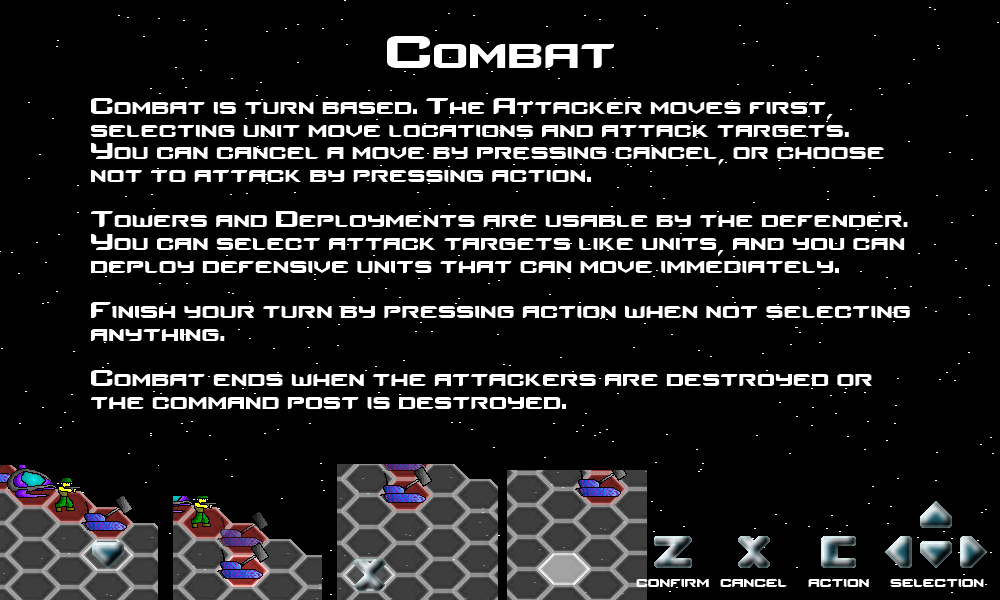 Combat
Combat is turn based. The Attacker moves first,
selecting unit move locations and attack targets.
You can cancel a move by pressing cancel, or choose
not to attack by pressing action.
Towers and Deployments are usable by the defender.
You can select attack targets like units, and you can
deploy defensive units that can move immediately.
Finish your turn by pressing action when not selecting
anything.
Combat ends when the attackers are destroyed or
the command post is destroyed.
X
Z X C
confirm cancel action selection